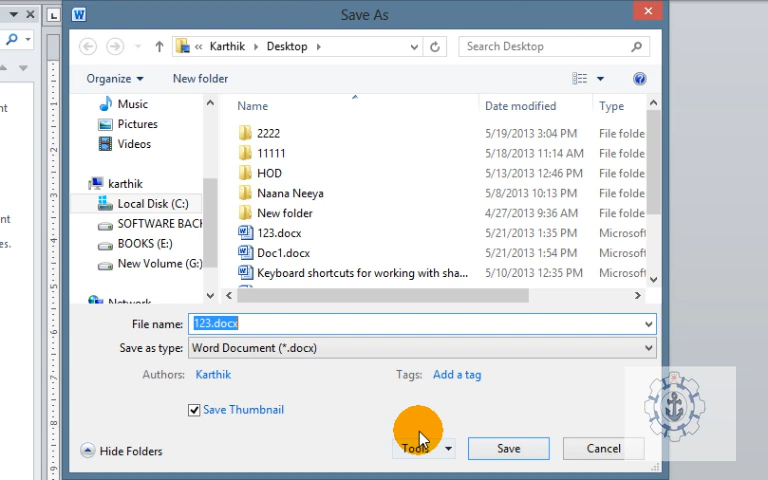 Save As
Karthik
Desktop
Search Desktop
Organize
New folder
Name
Date modified
Type
Music
Pictures
Videos
karthik
Local Disk (C:)
SOFTWARE BACK
BOOKS (E:)
New Volume (G:)
Network
2222 5/19/2013 3:04 PM File folde
11111 5/18/2013 11:14 AM File folde
HOD 5/13/2013 12:46 PM File folde
Naana Neeya 5/8/2013 10:13 PM File folde
New folder 4/27/2013 9:36 AM File folde
123.docx 5/21/2013 1:35 PM Microsoft
Doc1.docx 5/21/2013 1:54 PM Microsoft
Keyboard shortcuts for working with sha... 5/10/2013 12:35 PM Microsoft
File name: 123.docx
Save as type: Word Document (*.docx)
Authors: Karthik
Tags: Add a tag
Save Thumbnail
Hide Folders
Tools
Save
Cancel